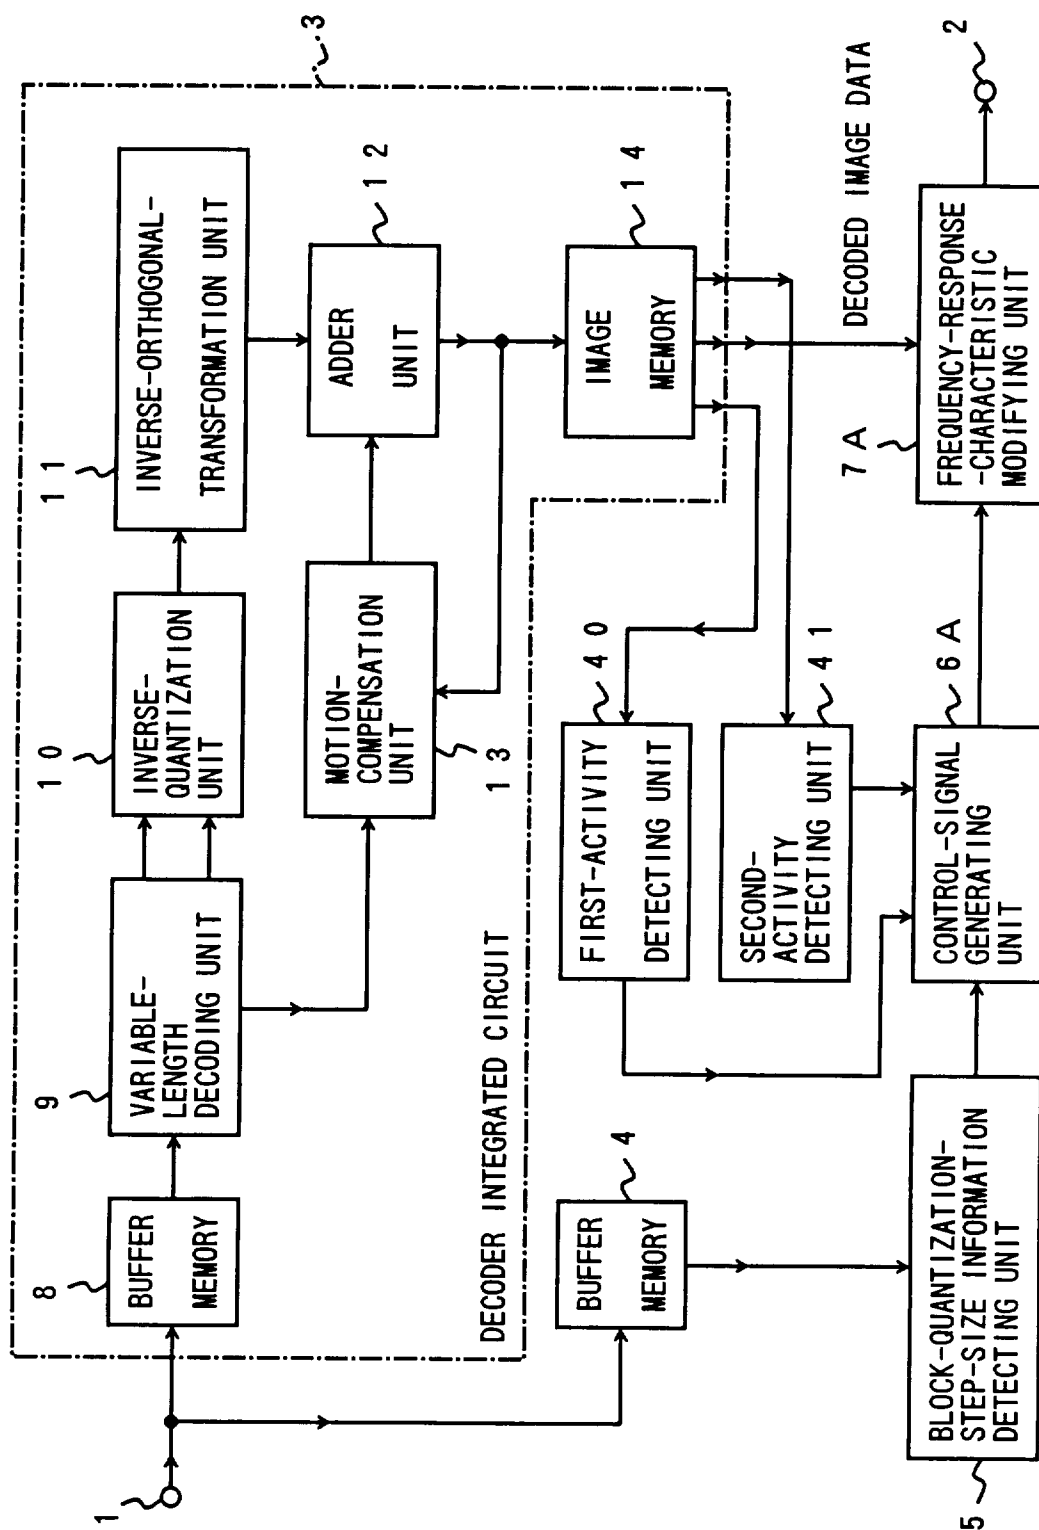 3
11
INVERSE-ORTHOGONAL-
TRANSFORMATION UNIT
10
INVERSE-
QUANTIZATION
UNIT
9
VARIABLE-
LENGTH
DECODING UNIT
8
BUFFER
MEMORY
1
12
ADDER
UNIT
MOTION-
COMPENSATION
UNIT
13
14
IMAGE
MEMORY
DECODER INTEGRATED CIRCUIT
4
BUFFER
MEMORY
40
FIRST-ACTIVITY
DETECTING UNIT
41
SECOND-
ACTIVITY
DETECTING UNIT
DECODED IMAGE DATA
2
7A
FREQUENCY-RESPONSE
-CHARACTERISTIC
MODIFYING UNIT
6A
CONTROL-SIGNAL
GENERATING
UNIT
5
BLOCK-QUANTIZATION-
STEP-SIZE INFORMATION
DETECTING UNIT